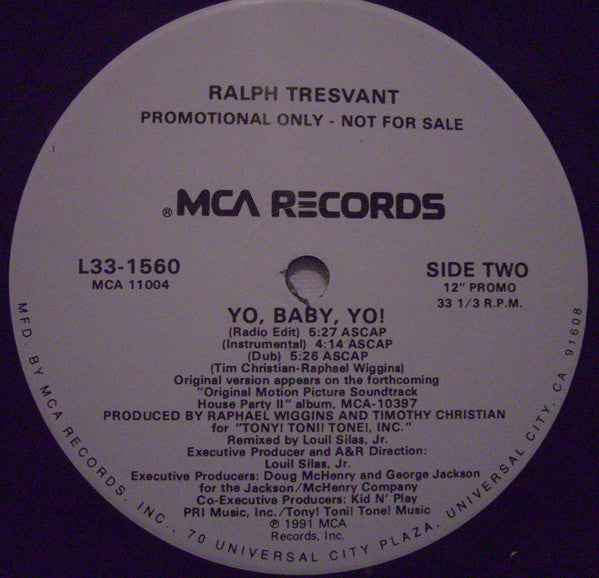 RALPH TRESVANT
PROMOTIONAL ONLY - NOT FOR SALE
®MCA RECORDS
L33-1560
MCA 11004
SIDE TWO
12" PROMO
33 1/3 R.P.M.
YO, BABY, YO!
(Radio Edit) 5:27 ASCAP
(Instrumental) 4:14 ASCAP
(Dub) 5:26 ASCAP
(Tim Christian-Raphael Wiggins)
Original version appears on the forthcoming
"Original Motion Picture Soundtrack
House Party II" album, MCA-10397
PRODUCED BY RAPHAEL WIGGINS AND TIMOTHY CHRISTIAN
for "TONY! TONI! TONE!, INC."
Remixed by Louil Silas, Jr.
Executive Producer and A&R Direction:
Louil Silas, Jr.
Executive Producers: Doug McHenry and George Jackson
for the Jackson/McHenry Company
Co-Executive Producers: Kid N' Play
PRI Music, Inc./Tony! Toni! Tone! Music
℗ 1991 MCA
Records, Inc.
MFD. BY MCA RECORDS, INC., 70 UNIVERSAL CITY PLAZA, UNIVERSAL CITY, CA 91608